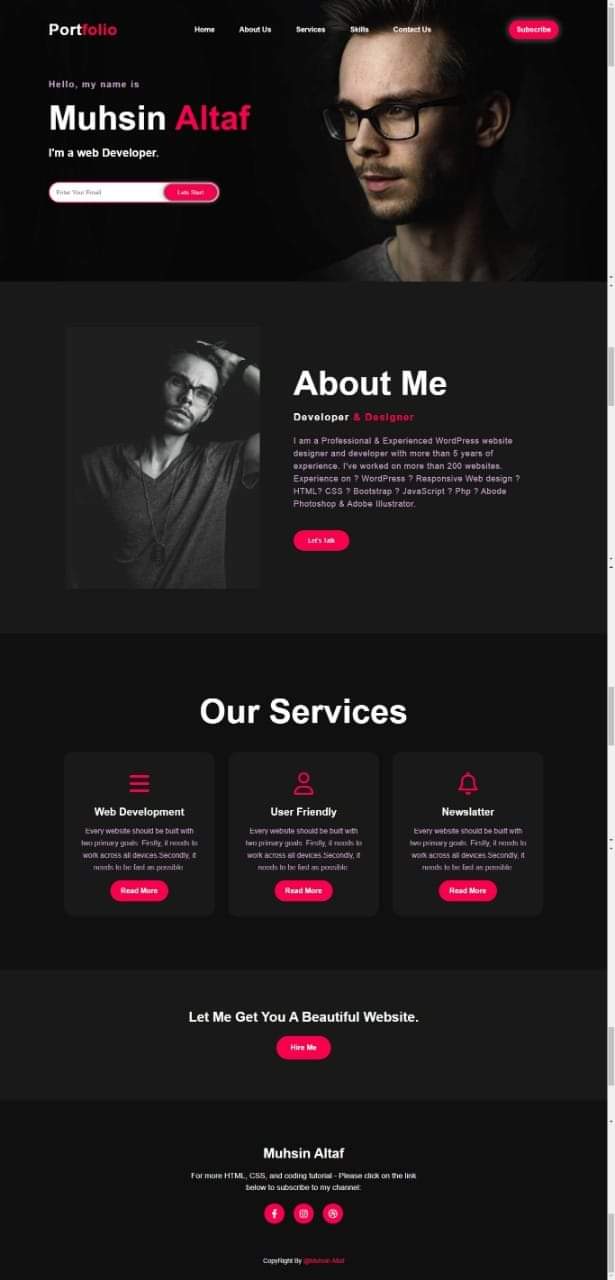 Portfolio Home About Us Services Skills Contact Us Subscribe
Hello, my name is
Muhsin Altaf
I'm a web Developer.
Enter Your Email Lets Start
About Me
Developer & Designer
I am a Professional & Experienced WordPress website
designer and developer with more than 5 years of
experience. I've worked on more than 200 websites.
Experience on ? WordPress ? Responsive Web design ?
HTML? CSS ? Bootstrap ? JavaScript ? Php ? Abode
Photoshop & Adobe Illustrator.
Let's Talk
Our Services
Web Development
Every website should be built with
two primary goals: Firstly, it needs to
work across all devices.Secondly, it
needs to be fast as possible
Read More
User Friendly
Every website should be built with
two primary goals: Firstly, it needs to
work across all devices.Secondly, it
needs to be fast as possible
Read More
Newslatter
Every website should be built with
two primary goals: Firstly, it needs to
work across all devices.Secondly, it
needs to be fast as possible
Read More
Let Me Get You A Beautiful Website.
Hire Me
Muhsin Altaf
For more HTML, CSS, and coding tutorial - Please click on the link
below to subscribe to my channel:
CopyRight By @Muhsin Altaf